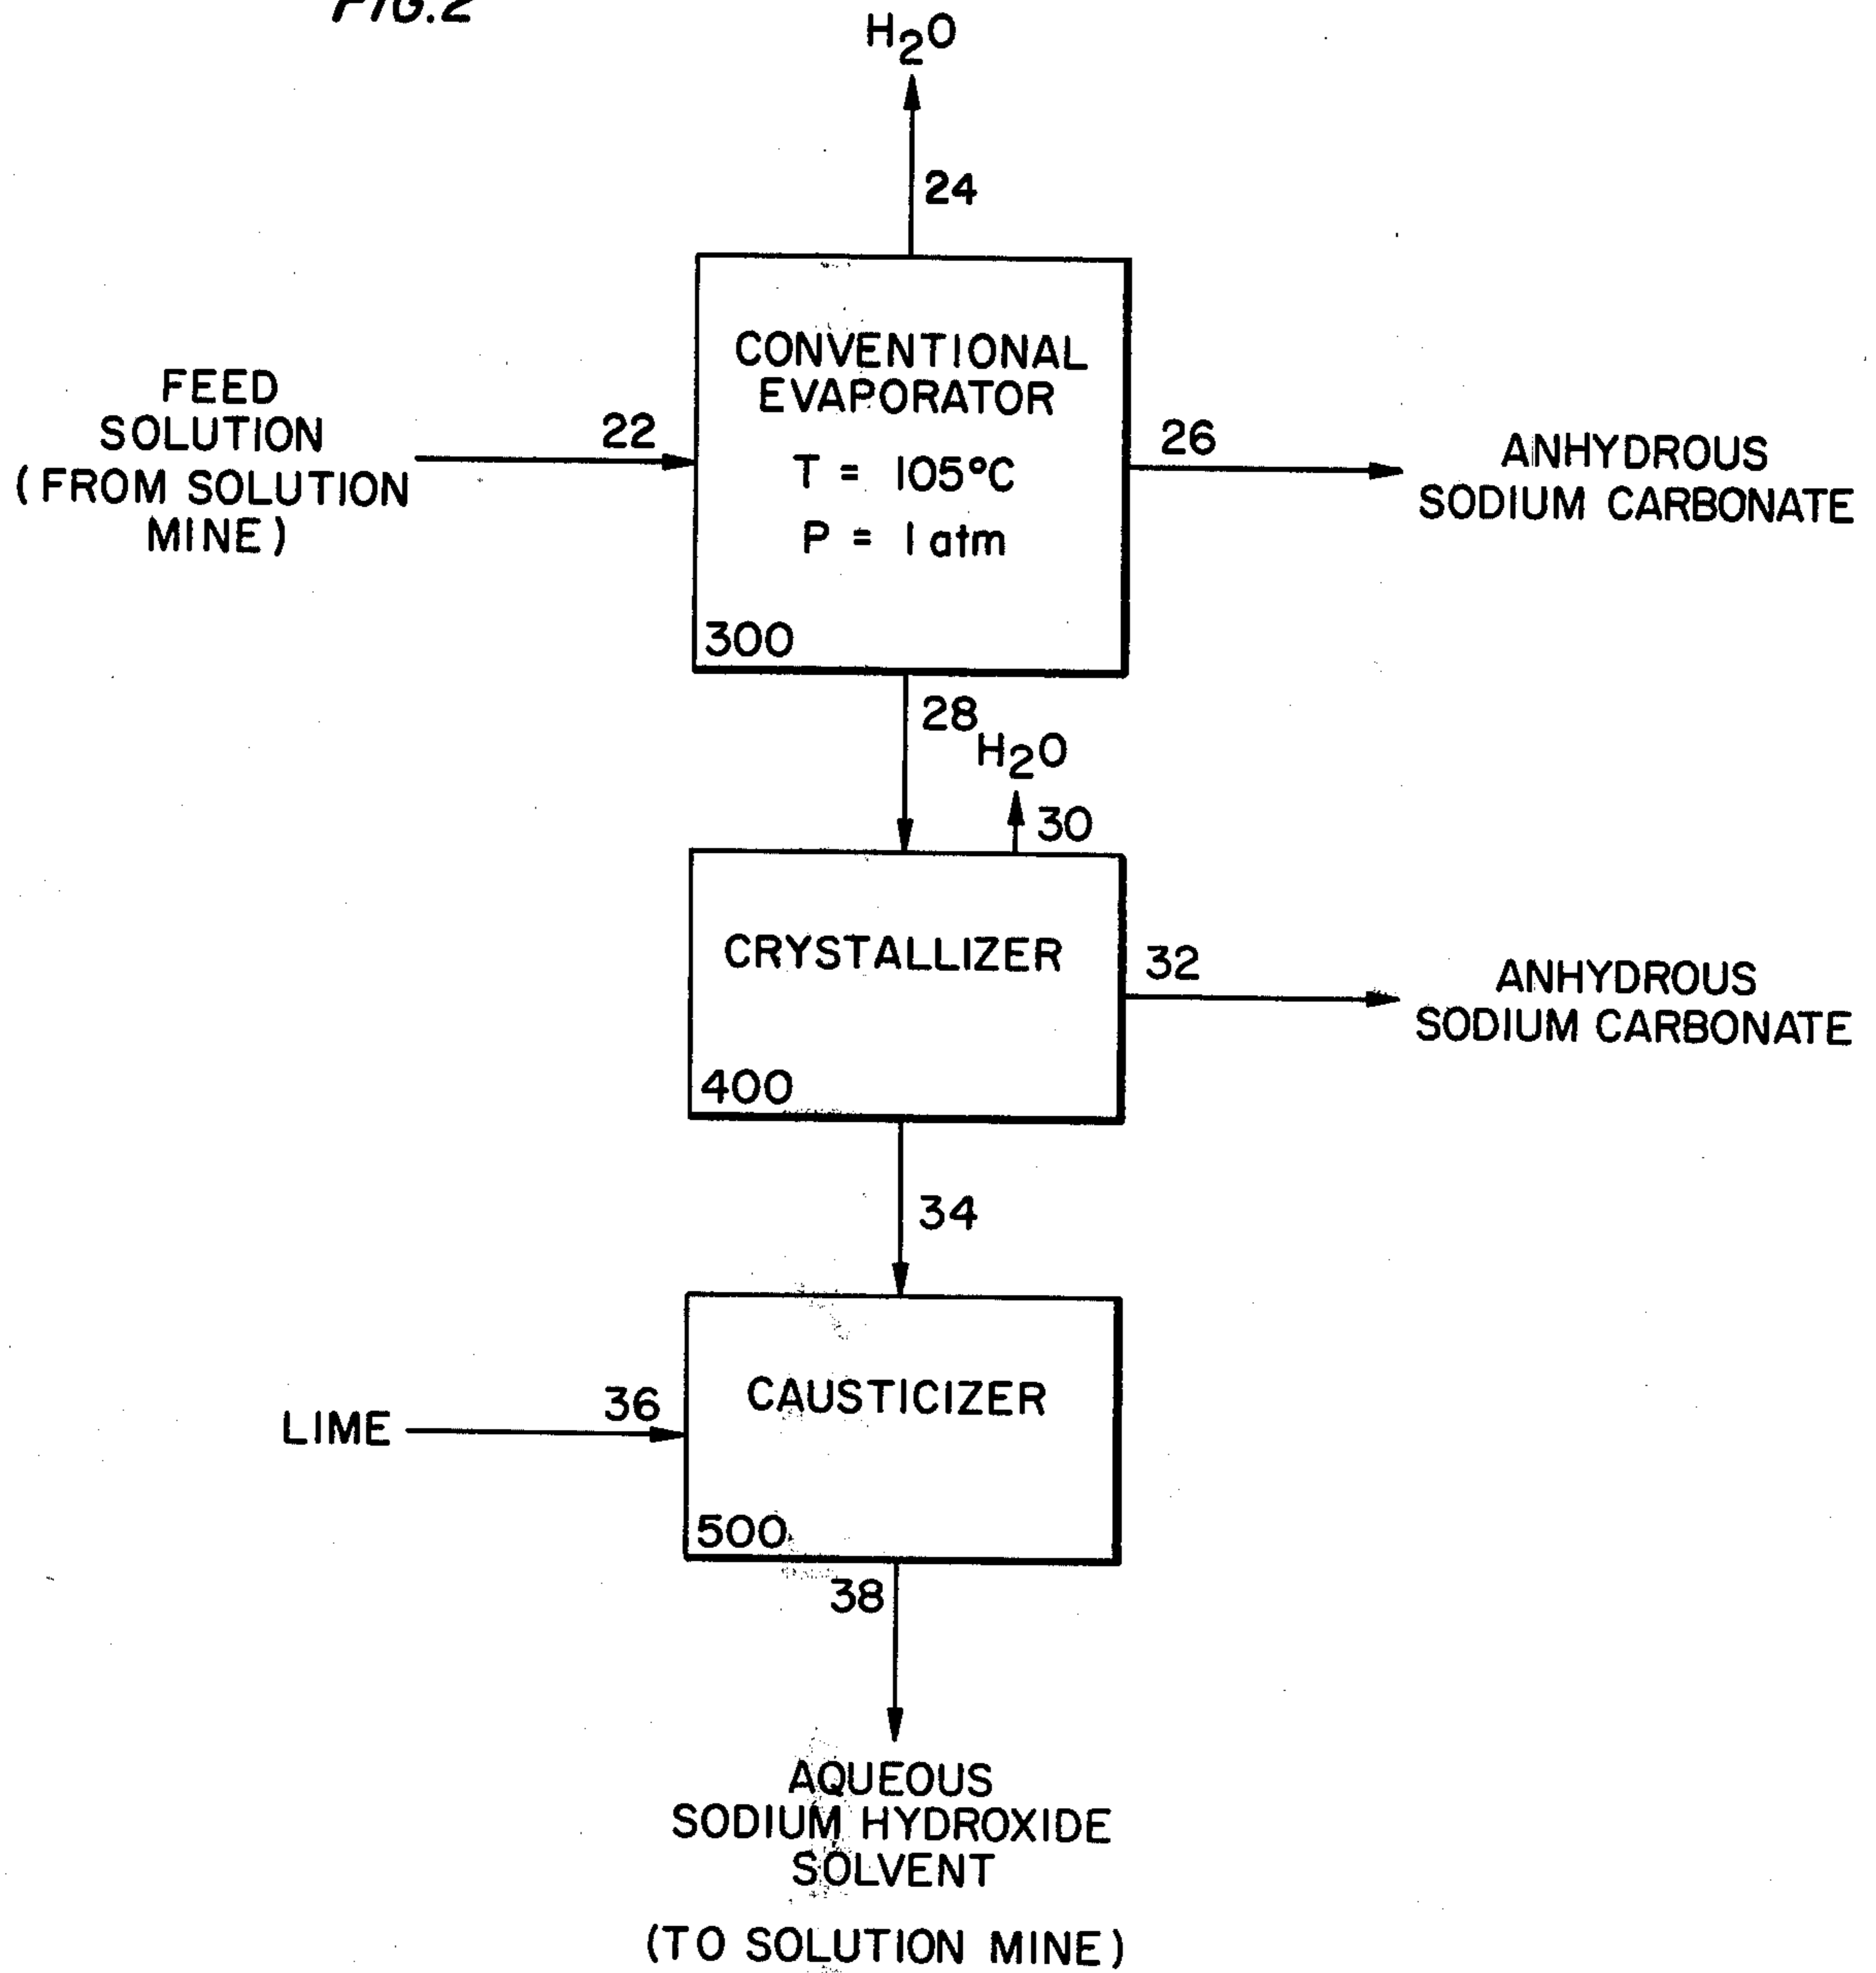 FIG.2
H2O
24
CONVENTIONAL
EVAPORATOR
T = 105°C
P = 1 atm
300
FEED
SOLUTION
(FROM SOLUTION
MINE)
22
26
ANHYDROUS
SODIUM CARBONATE
28
H2O
30
CRYSTALLIZER
400
32
ANHYDROUS
SODIUM CARBONATE
34
LIME
36
CAUSTICIZER
500
38
AQUEOUS
SODIUM HYDROXIDE
SOLVENT
(TO SOLUTION MINE)